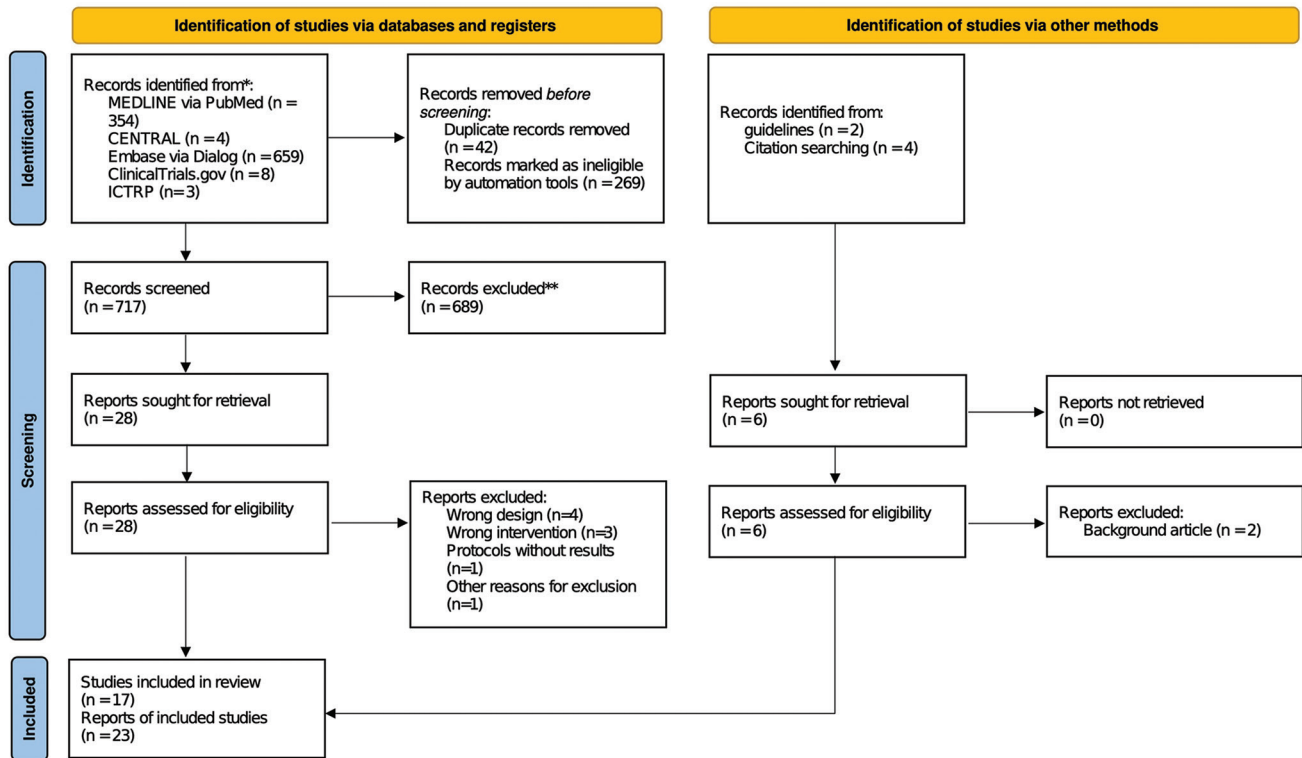 Identification of studies via databases and registers
Identification of studies via other methods
Identification
Records identified from*:
MEDLINE via PubMed (n =
354)
CENTRAL (n = 4)
Embase via Dialog (n = 659)
ClinicalTrials.gov (n = 8)
ICTRP (n= 3)
Records removed before
screening:
Duplicate records removed
(n = 42)
Records marked as ineligible
by automation tools (n = 269)
Records identified from:
guidelines (n = 2)
Citation searching (n = 4)
Screening
Records screened
(n = 717)
Records excluded**
(n = 689)
Reports sought for retrieval
(n = 28)
Reports sought for retrieval
(n = 6)
Reports not retrieved
(n = 0)
Reports assessed for eligibility
(n = 28)
Reports excluded:
Wrong design (n=4)
Wrong intervention (n=3)
Protocols without results
(n=1)
Other reasons for exclusion
(n=1)
Reports assessed for eligibility
(n = 6)
Reports excluded:
Background article (n = 2)
Included
Studies included in review
(n = 17)
Reports of included studies
(n = 23)